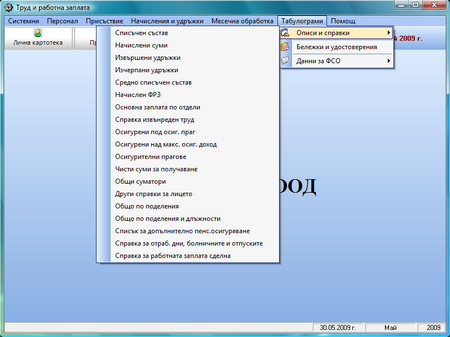 Труд и работна заплата
Системни Персонал Присъствие Начисления и удръжки Месечна обработка Табулограми Помощ
Лична картотека
2009 г.
Описи и справки
Бележки и удостоверения
Данни за ФСО
Списъчен състав
Начислени суми
Извършени удръжки
Изчерпани удръжки
Средно списъчен състав
Начислен ФРЗ
Основна заплата по отдели
Справка извънреден труд
Осигурени под осиг. праг
Осигурени над макс. осиг. доход
Осигурителни прагове
Чисти суми за получаване
Общи суматори
Други справки за лицето
Общо по поделения
Общо по поделения и длъжности
Списък за допълнително пенс.осигуряване
Справка за отраб. дни, болничните и отпуските
Справка за работната заплата сделна
ООД
30.05.2009 г. Май 2009